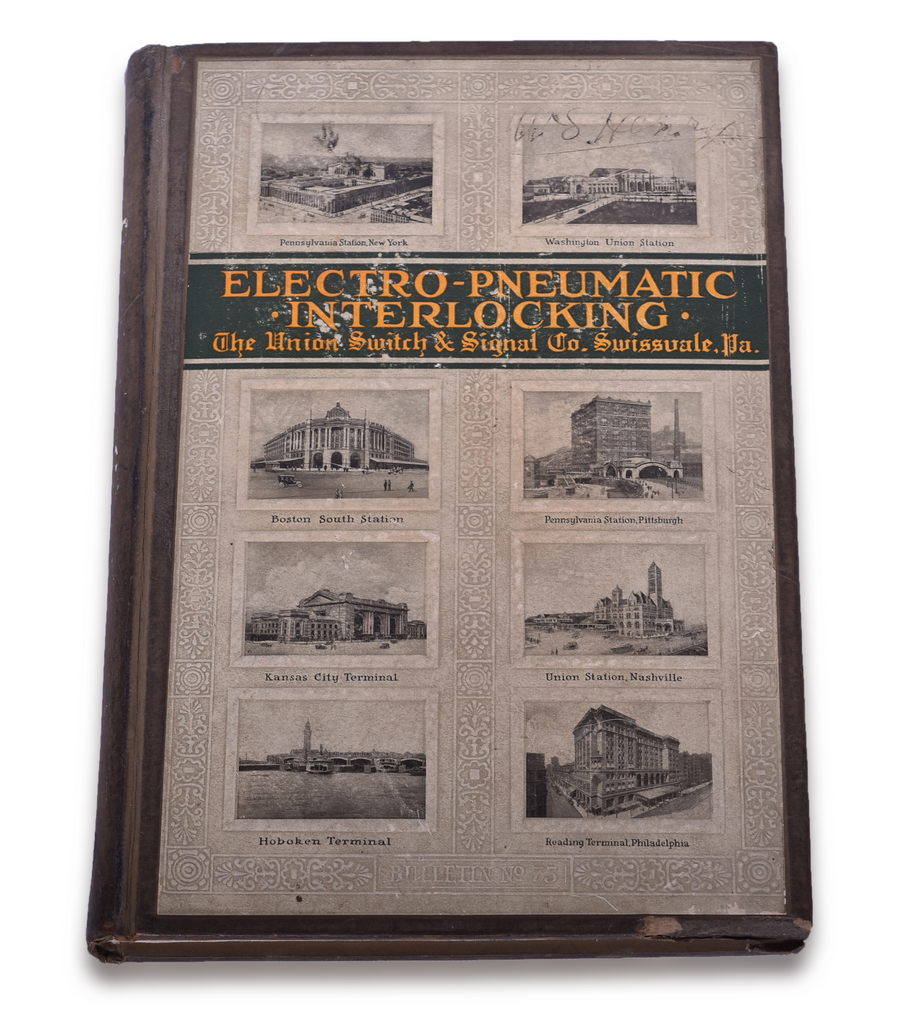 Pennsylvania Station, New York
Washington Union Station
ELECTRO-PNEUMATIC
·INTERLOCKING·
The Union Switch & Signal Co. Swissvale, Pa.
Boston South Station
Pennsylvania Station, Pittsburgh
Kansas City Terminal
Union Station, Nashville
Hoboken Terminal
Reading Terminal, Philadelphia
BULLETIN Nº 75